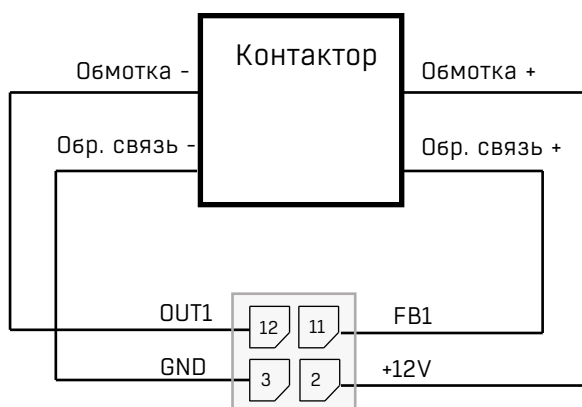 Контактор
Обмотка - Обмотка +
Обр. связь - Обр. связь +
OUT1 12 11 FB1
GND 3 2 +12V